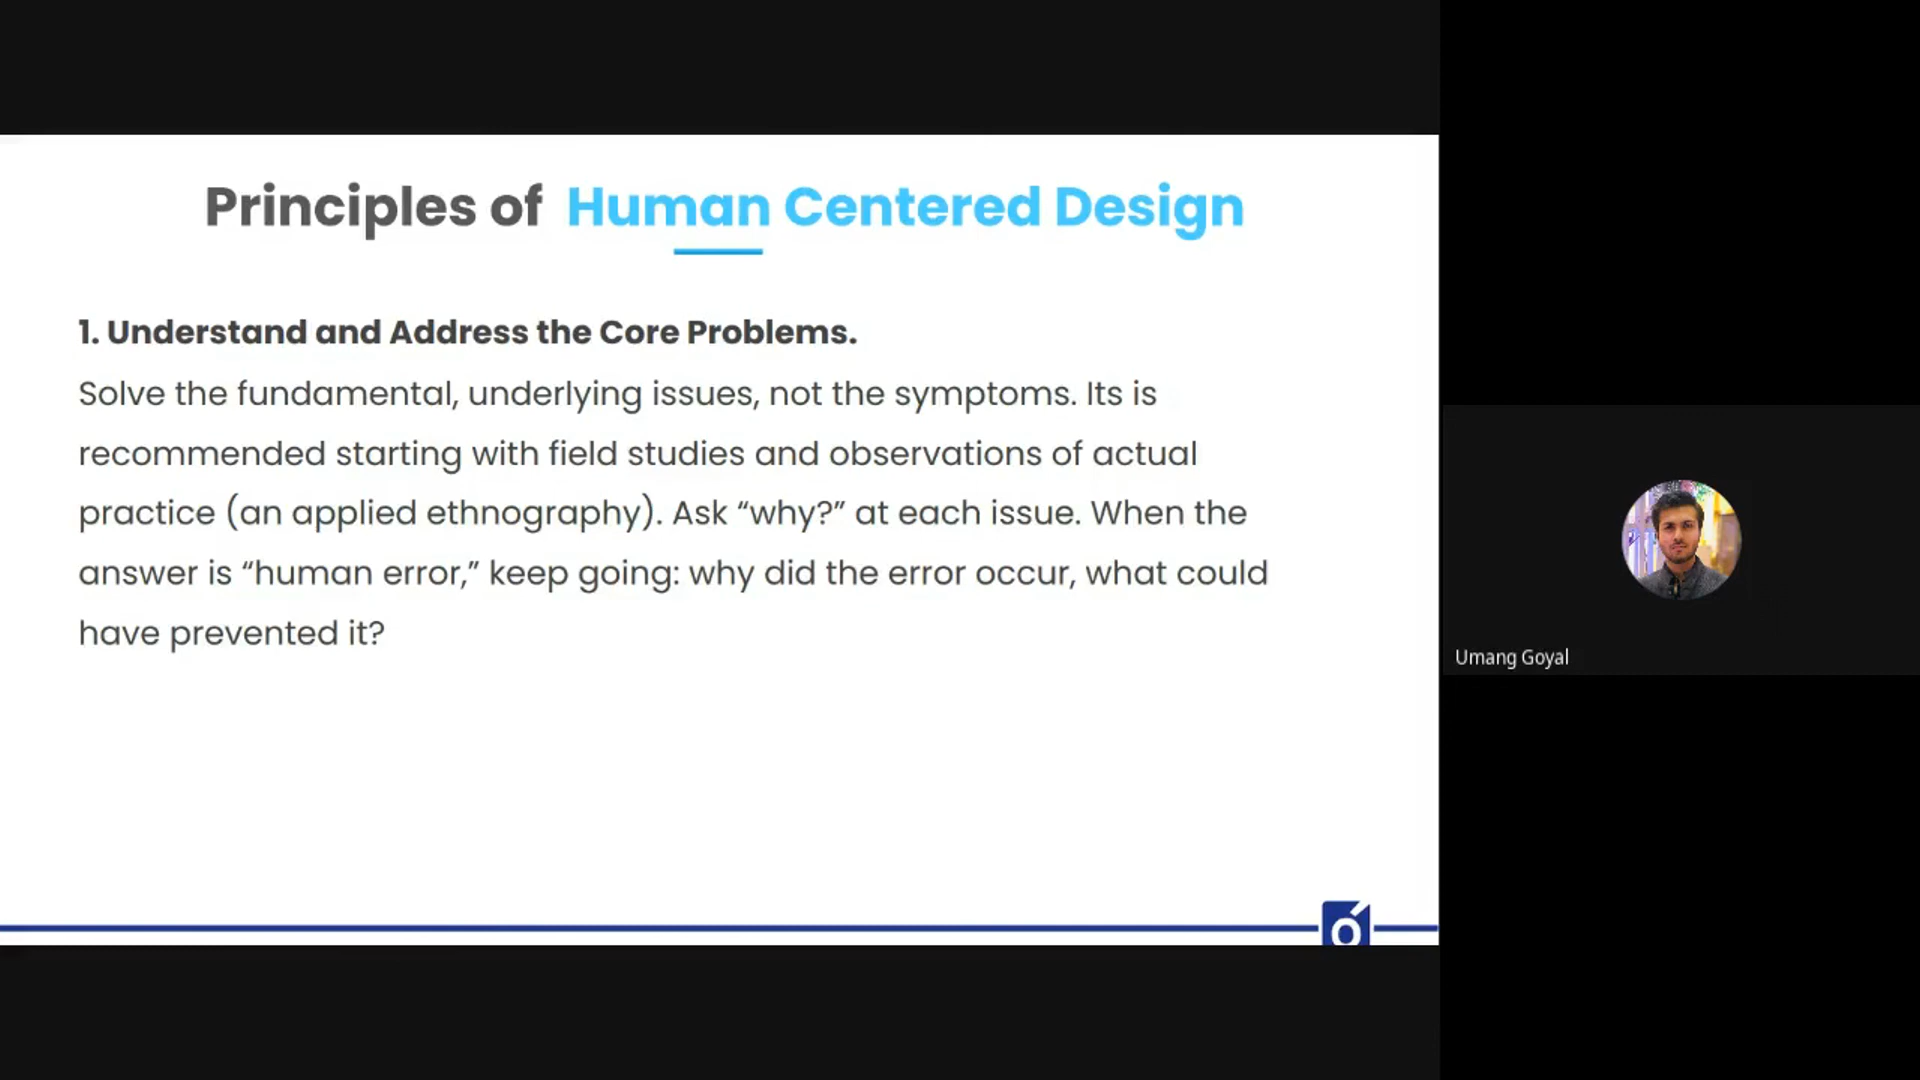 Principles of Human Centered Design
1. Understand and Address the Core Problems.
Solve the fundamental, underlying issues, not the symptoms. Its is
recommended starting with field studies and observations of actual
practice (an applied ethnography). Ask “why?” at each issue. When the
answer is “human error,” keep going: why did the error occur, what could
have prevented it?
Umang Goyal